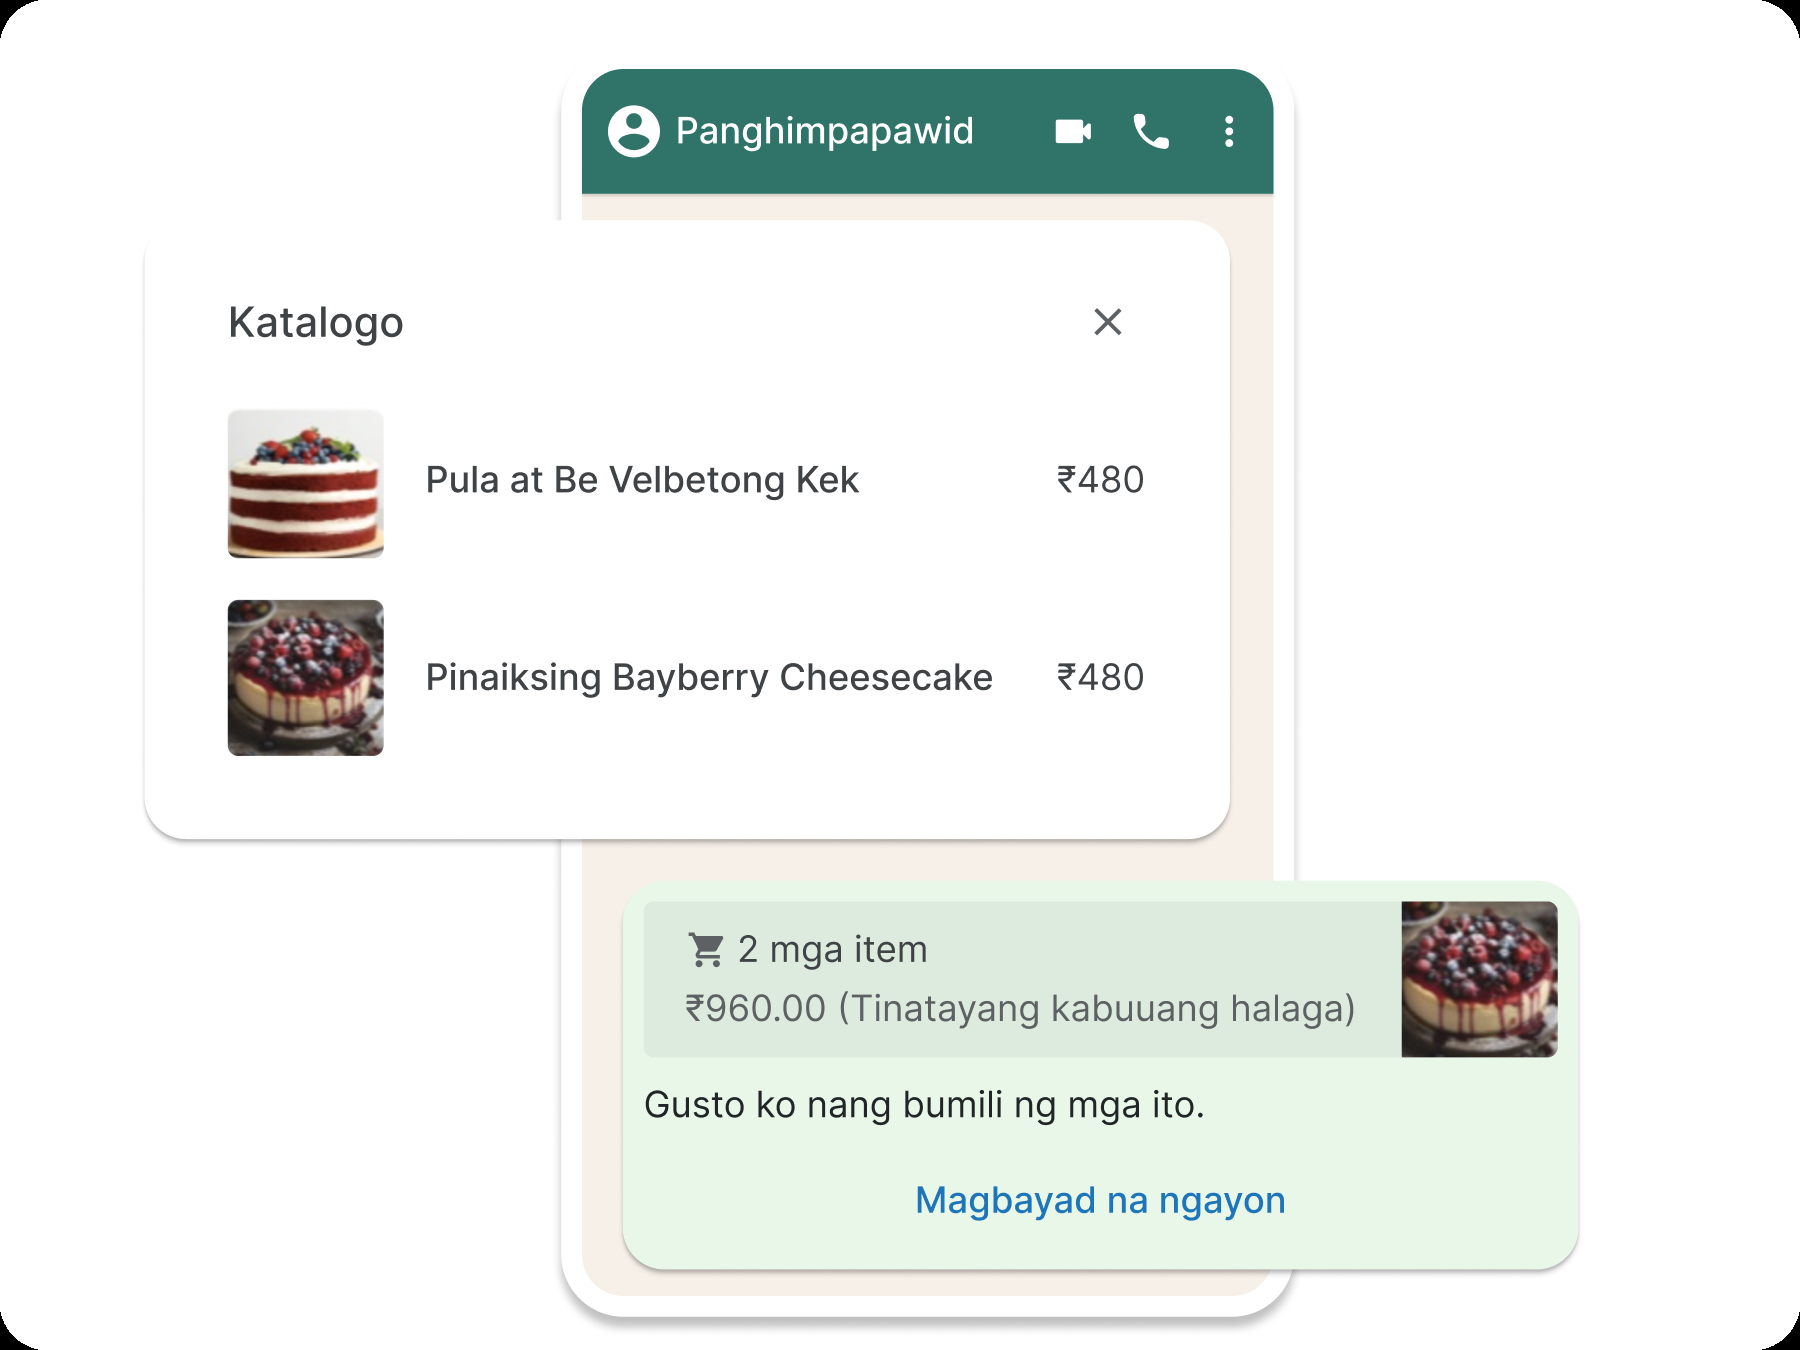 Panghimpapawid
Katalogo
Pula at Be Velbetong Kek ₹480
Pinaiksing Bayberry Cheesecake ₹480
2 mga item
₹960.00 (Tinatayang kabuuang halaga)
Gusto ko nang bumili ng mga ito.
Magbayad na ngayon